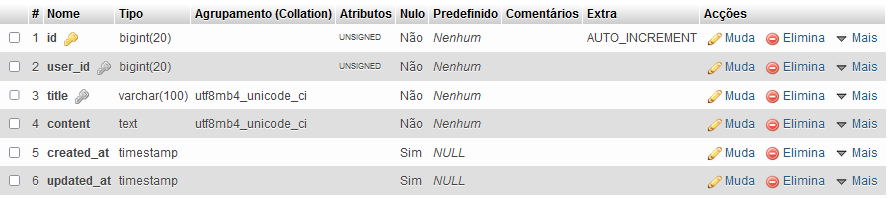 # Nome Tipo Agrupamento (Collation) Atributos Nulo Predefinido Comentários Extra Acções
1 id bigint(20) UNSIGNED Não Nenhum AUTO_INCREMENT Muda Elimina Mais
2 user_id bigint(20) UNSIGNED Não Nenhum Muda Elimina Mais
3 title varchar(100) utf8mb4_unicode_ci Não Nenhum Muda Elimina Mais
4 content text utf8mb4_unicode_ci Não Nenhum Muda Elimina Mais
5 created_at timestamp Sim NULL Muda Elimina Mais
6 updated_at timestamp Sim NULL Muda Elimina Mais